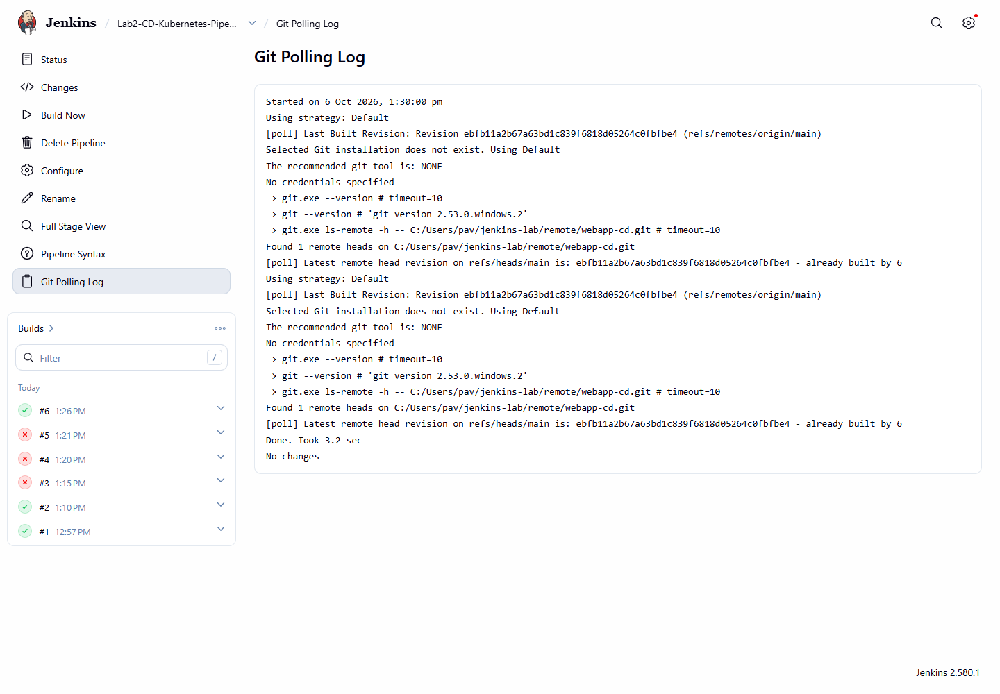 Jenkins / Lab2-CD-Kubernetes-Pipe... / Git Polling Log
Status
Changes
Build Now
Delete Pipeline
Configure
Rename
Full Stage View
Pipeline Syntax
Git Polling Log
Builds
Filter /
Today
#6 1:26 PM
#5 1:21 PM
#4 1:20 PM
#3 1:15 PM
#2 1:10 PM
#1 12:57 PM
Git Polling Log
Started on 6 Oct 2026, 1:30:00 pm
Using strategy: Default
[poll] Last Built Revision: Revision ebfb11a2b67a63bd1c839f6818d05264c0fbfbe4 (refs/remotes/origin/main)
Selected Git installation does not exist. Using Default
The recommended git tool is: NONE
No credentials specified
> git.exe --version # timeout=10
> git --version # 'git version 2.53.0.windows.2'
> git.exe ls-remote -h -- C:/Users/pav/jenkins-lab/remote/webapp-cd.git # timeout=10
Found 1 remote heads on C:/Users/pav/jenkins-lab/remote/webapp-cd.git
[poll] Latest remote head revision on refs/heads/main is: ebfb11a2b67a63bd1c839f6818d05264c0fbfbe4 - already built by 6
Using strategy: Default
[poll] Last Built Revision: Revision ebfb11a2b67a63bd1c839f6818d05264c0fbfbe4 (refs/remotes/origin/main)
Selected Git installation does not exist. Using Default
The recommended git tool is: NONE
No credentials specified
> git.exe --version # timeout=10
> git --version # 'git version 2.53.0.windows.2'
> git.exe ls-remote -h -- C:/Users/pav/jenkins-lab/remote/webapp-cd.git # timeout=10
Found 1 remote heads on C:/Users/pav/jenkins-lab/remote/webapp-cd.git
[poll] Latest remote head revision on refs/heads/main is: ebfb11a2b67a63bd1c839f6818d05264c0fbfbe4 - already built by 6
Done. Took 3.2 sec
No changes
Jenkins 2.580.1